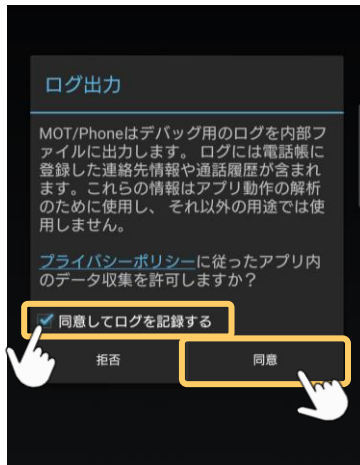 ログ出力
MOT/Phoneはデバッグ用のログを内部フ
ァイルに出力します。 ログには電話帳に
登録した連絡先情報や通話履歴が含まれ
ます。これらの情報はアプリ動作の解析
のために使用し、 それ以外の用途では使
用しません。
プライバシーポリシーに従ったアプリ内
のデータ収集を許可しますか？
同意してログを記録する
拒否 同意